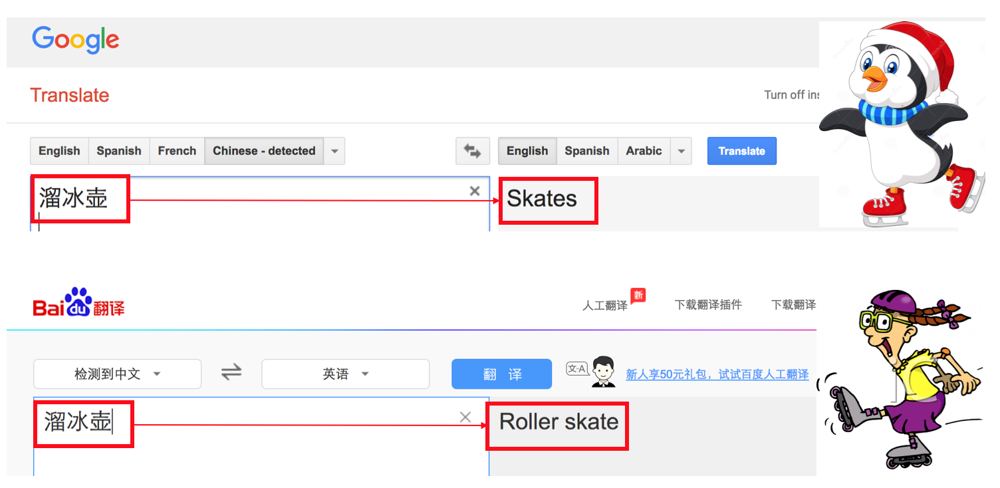 Google
Translate
Turn off ins
English Spanish French Chinese - detected
English Spanish Arabic
Translate
溜冰壶
Skates
Baidu翻译
人工翻译 新 下载翻译插件 下载翻译
检测到中文 英语 翻 译 文-A 新人享50元礼包，试试百度人工翻译
溜冰壶
Roller skate